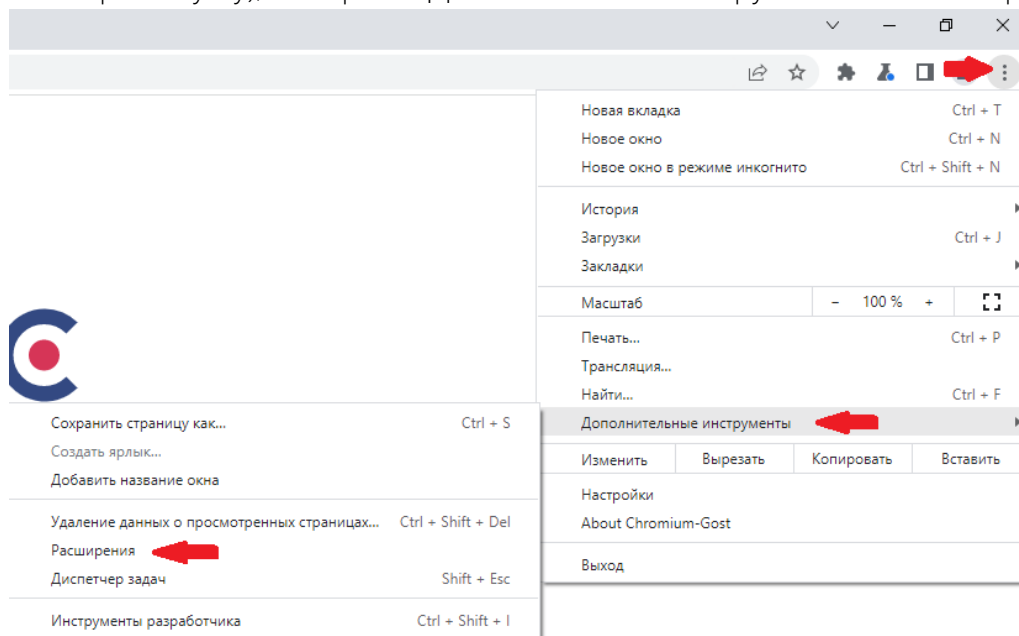 Новая вкладка Ctrl + T
Новое окно Ctrl + N
Новое окно в режиме инкогнито Ctrl + Shift + N
История
Загрузки Ctrl + J
Закладки
Масштаб - 100 % +
Печать... Ctrl + P
Трансляция...
Найти... Ctrl + F
Дополнительные инструменты
Изменить Вырезать Копировать Вставить
Настройки
About Chromium-Gost
Выход
Сохранить страницу как... Ctrl + S
Создать ярлык...
Добавить название окна
Удаление данных о просмотренных страницах... Ctrl + Shift + Del
Расширения
Диспетчер задач Shift + Esc
Инструменты разработчика Ctrl + Shift + I